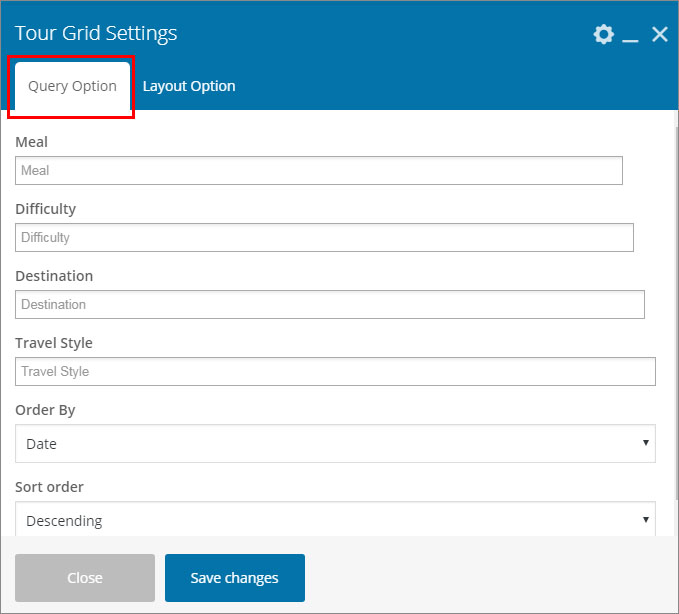 Tour Grid Settings
Query Option
Layout Option
Meal
Meal
Difficulty
Difficulty
Destination
Destination
Travel Style
Travel Style
Order By
Date
Sort order
Descending
Close
Save changes